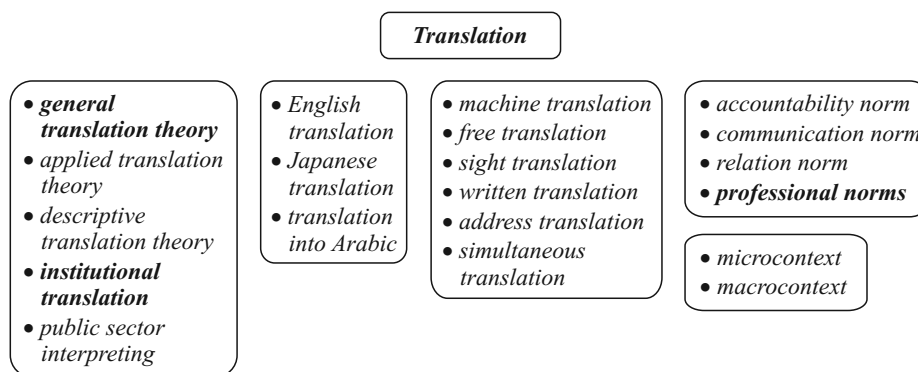 Translation
• general
translation theory
• applied translation
theory
• descriptive
translation theory
• institutional
translation
• public sector
interpreting
• English
translation
• Japanese
translation
• translation
into Arabic
• machine translation
• free translation
• sight translation
• written translation
• address translation
• simultaneous
translation
• accountability norm
• communication norm
• relation norm
• professional norms
• microcontext
• macrocontext